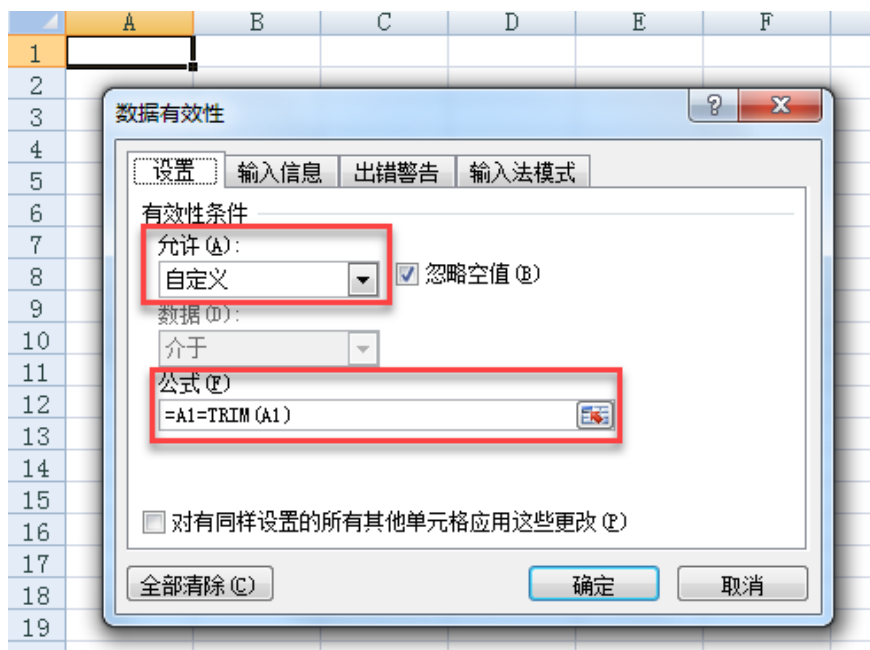 A B C D E F
1
2
3
数据有效性
4
设置 输入信息 出错警告 输入法模式
5
6
有效性条件
7
允许(A):
8
自定义 忽略空值(B)
9
数据(D):
10
介于
11
公式(F)
12
=A1=TRIM(A1)
13
14
15
对有同样设置的所有其他单元格应用这些更改(P)
16
17
全部清除(C) 确定 取消
18
19